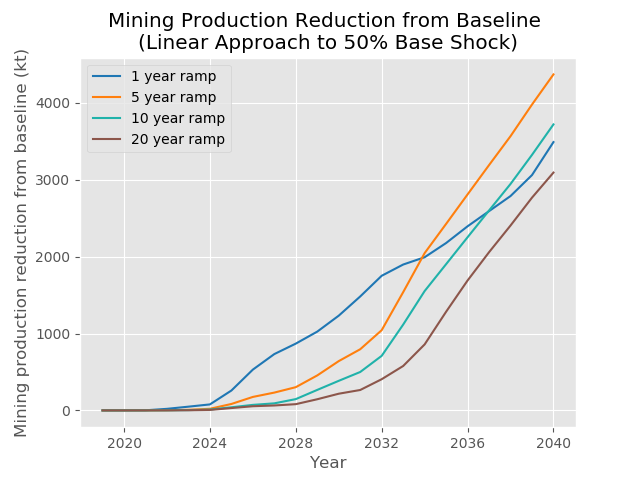 Mining Production Reduction from Baseline
(Linear Approach to 50% Base Shock)
Mining production reduction from baseline (kt)
1 year ramp
5 year ramp
10 year ramp
20 year ramp
4000
3000
2000
1000
0
2020
2024
2028
2032
2036
2040
Year